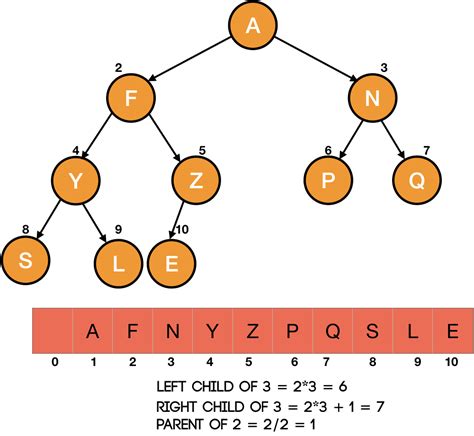 A
2 3
F N
4 5 6 7
Y Z P Q
8 9 10
S L E
A F N Y Z P Q S L E
0 1 2 3 4 5 6 7 8 9 10
LEFT CHILD OF 3 = 2*3 = 6
RIGHT CHILD OF 3 = 2*3 + 1 = 7
PARENT OF 2 = 2/2 = 1